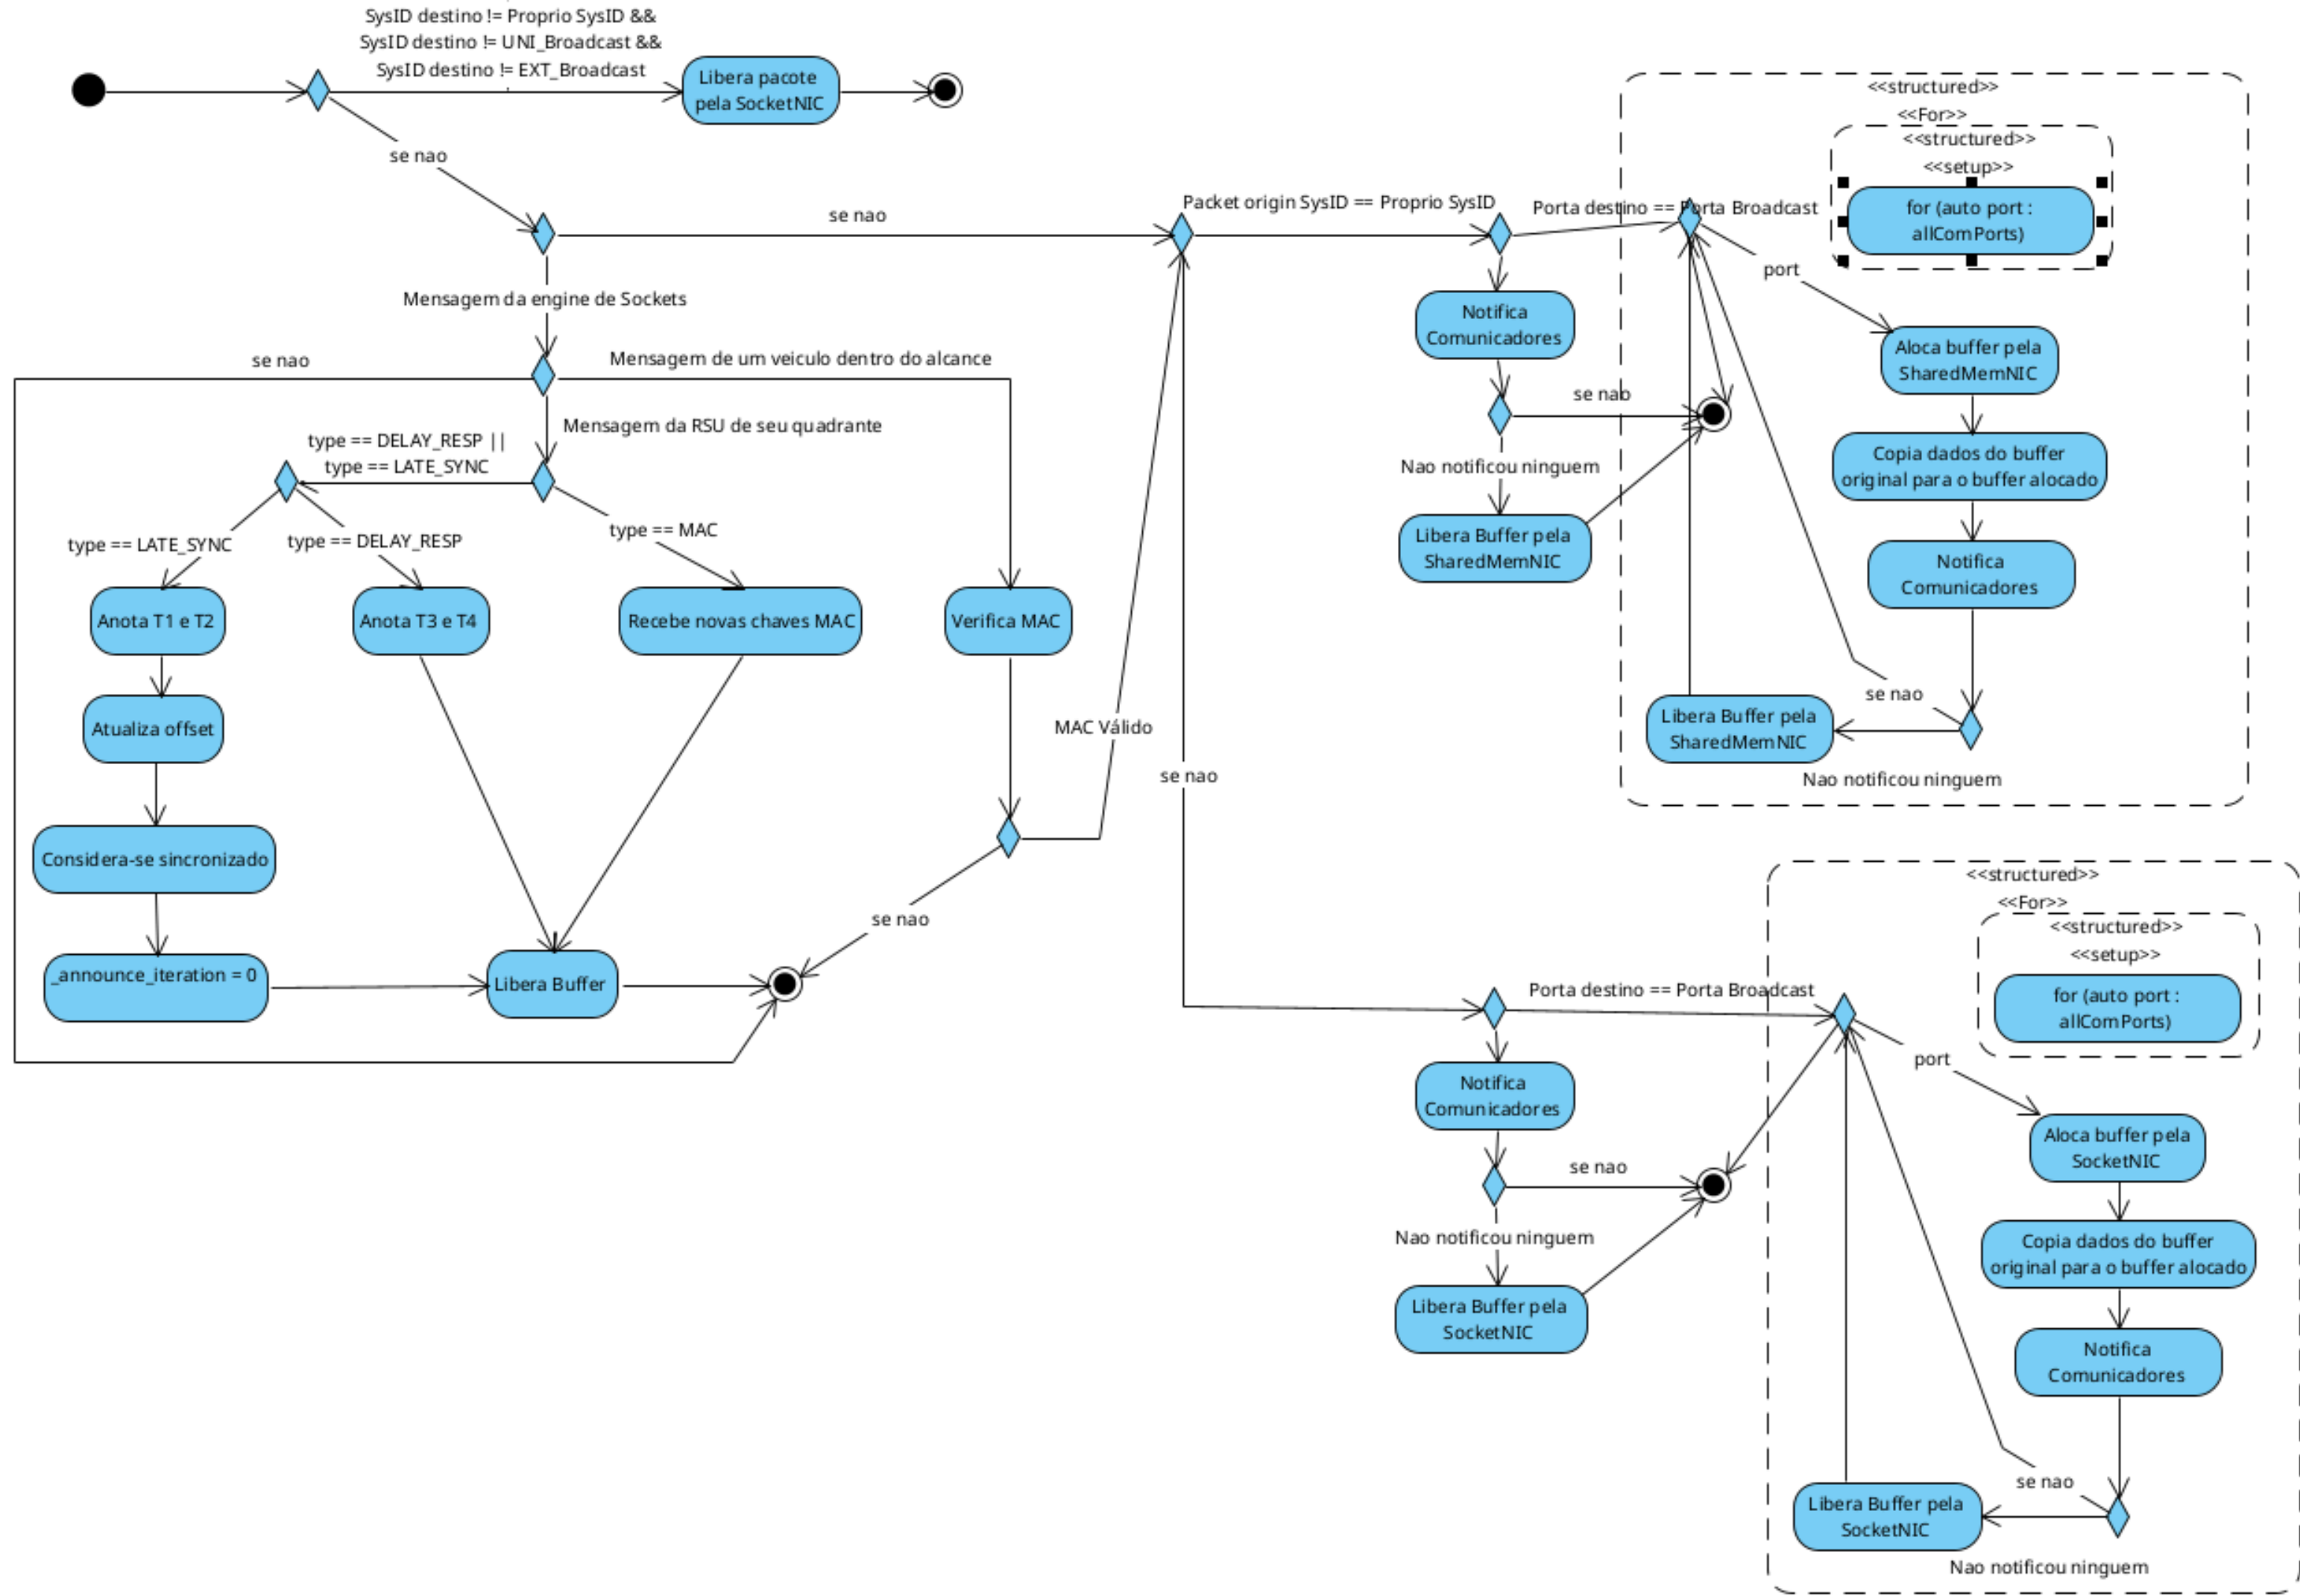 SysID destino != Proprio SysID &&
SysID destino != UNI_Broadcast &&
SysID destino != EXT_Broadcast
Libera pacote
pela SocketNIC
se nao
se nao
Mensagem da engine de Sockets
se nao
Mensagem de um veiculo dentro do alcance
Mensagem da RSU de seu quadrante
type == DELAY_RESP ||
type == LATE_SYNC
type == LATE_SYNC
type == DELAY_RESP
type == MAC
Anota T1 e T2
Anota T3 e T4
Recebe novas chaves MAC
Verifica MAC
Atualiza offset
Considera-se sincronizado
_announce_iteration = 0
Libera Buffer
se nao
MAC Válido
se nao
Packet origin SysID == Proprio SysID
Porta destino == Porta Broadcast
Notifica
Comunicadores
se nao
Nao notificou ninguem
Libera Buffer pela
SharedMemNIC
<<structured>>
<<For>>
<<structured>>
<<setup>>
for (auto port :
allComPorts)
port
Aloca buffer pela
SharedMemNIC
Copia dados do buffer
original para o buffer alocado
Notifica
Comunicadores
se nao
Libera Buffer pela
SharedMemNIC
Nao notificou ninguem
Porta destino == Porta Broadcast
Notifica
Comunicadores
se nao
Nao notificou ninguem
Libera Buffer pela
SocketNIC
<<structured>>
<<For>>
<<structured>>
<<setup>>
for (auto port :
allComPorts)
port
Aloca buffer pela
SocketNIC
Copia dados do buffer
original para o buffer alocado
Notifica
Comunicadores
se nao
Libera Buffer pela
SocketNIC
Nao notificou ninguem